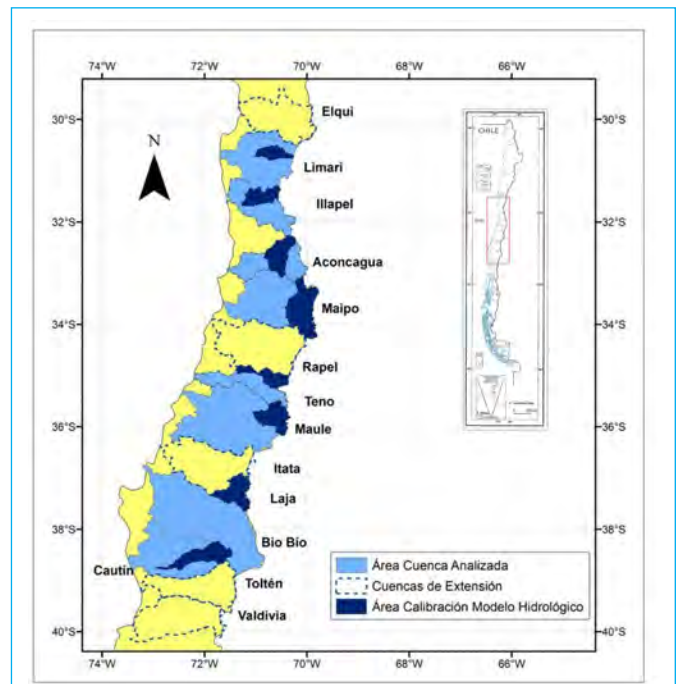 74°W 72°W 70°W 68°W 66°W
30°S 30°S
32°S 32°S
34°S 34°S
36°S 36°S
38°S 38°S
40°S 40°S
N
Elqui
Limari
Illapel
Aconcagua
Maipo
Rapel
Teno
Maule
Itata
Laja
Bio Bío
Cautín
Toltén
Valdivia
CHILE
Área Cuenca Analizada
Cuencas de Extensión
Área Calibración Modelo Hidrológico
74°W 72°W 70°W 68°W 66°W